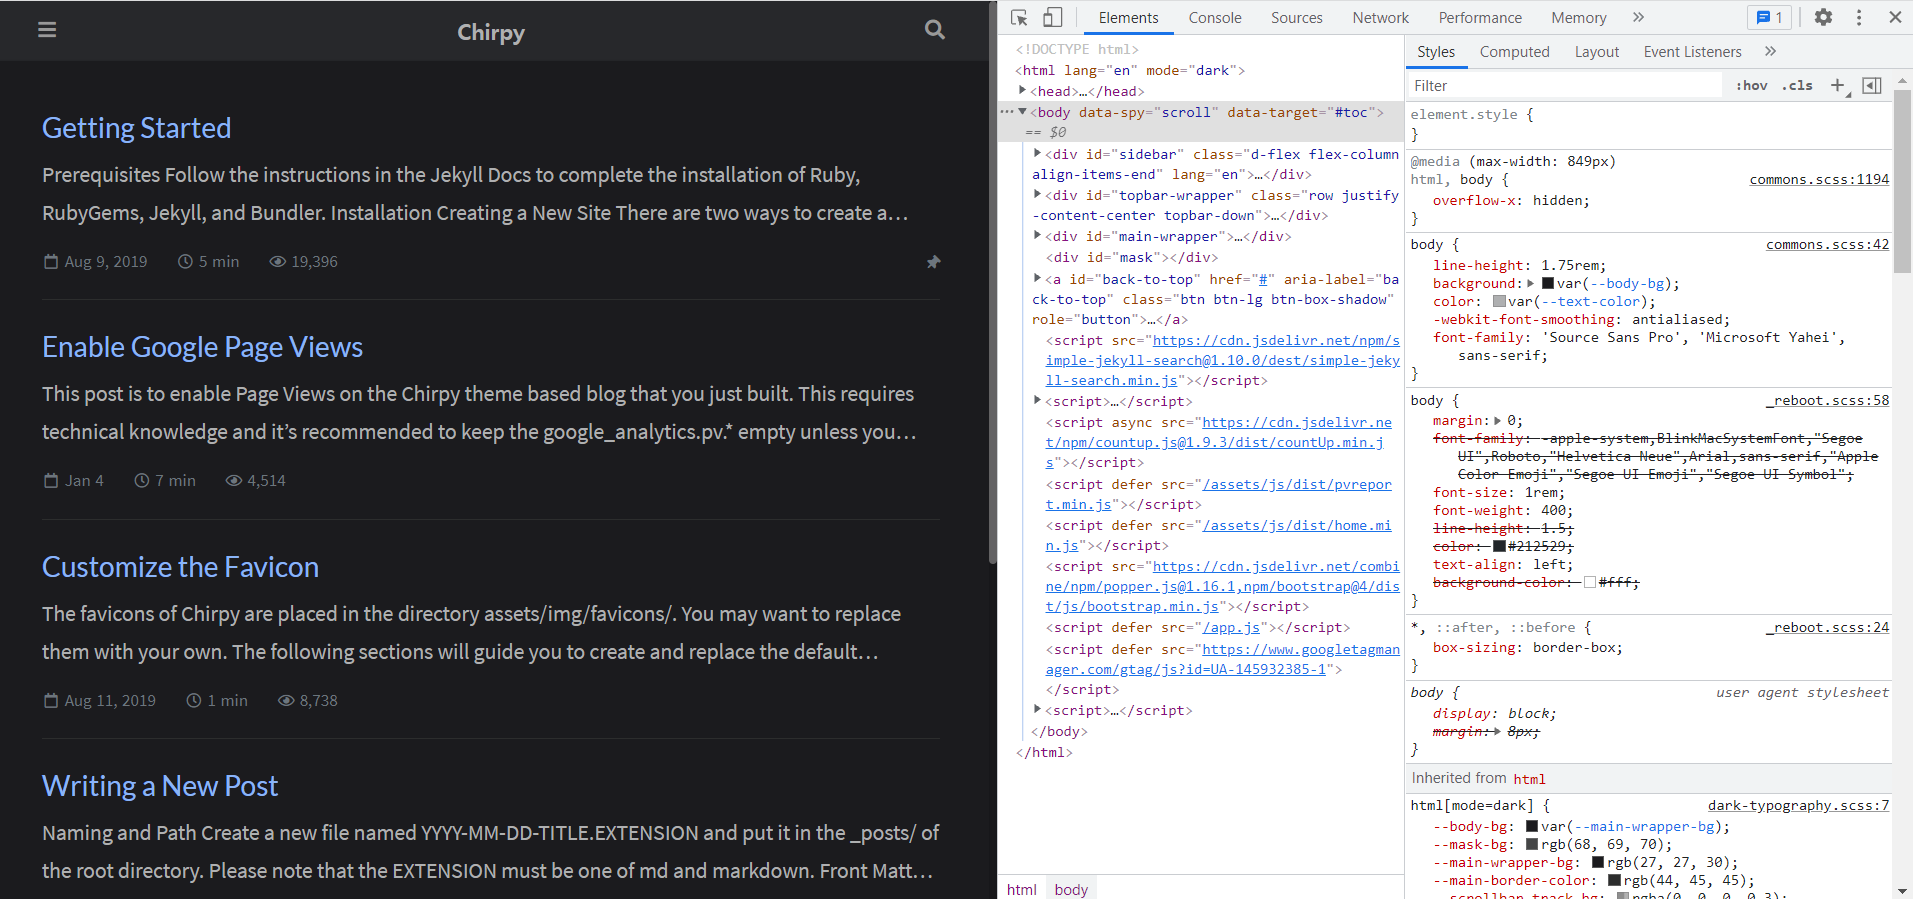 Chirpy
Getting Started
Prerequisites Follow the instructions in the Jekyll Docs to complete the installation of Ruby,
RubyGems, Jekyll, and Bundler. Installation Creating a New Site There are two ways to create a…
Aug 9, 2019 5 min 19,396
Enable Google Page Views
This post is to enable Page Views on the Chirpy theme based blog that you just built. This requires
technical knowledge and it’s recommended to keep the google_analytics.pv.* empty unless you…
Jan 4 7 min 4,514
Customize the Favicon
The favicons of Chirpy are placed in the directory assets/img/favicons/. You may want to replace
them with your own. The following sections will guide you to create and replace the default…
Aug 11, 2019 1 min 8,738
Writing a New Post
Naming and Path Create a new file named YYYY-MM-DD-TITLE.EXTENSION and put it in the _posts/ of
the root directory. Please note that the EXTENSION must be one of md and markdown. Front Matt…
Elements Console Sources Network Performance Memory » 1
<!DOCTYPE html>
<html lang="en" mode="dark">
<head>…</head>
<body data-spy="scroll" data-target="#toc">
== $0
<div id="sidebar" class="d-flex flex-column
align-items-end" lang="en">…</div>
<div id="topbar-wrapper" class="row justify
-content-center topbar-down">…</div>
<div id="main-wrapper">…</div>
<div id="mask"></div>
<a id="back-to-top" href="#" aria-label="ba
ck-to-top" class="btn btn-lg btn-box-shadow"
role="button">…</a>
<script src="https://cdn.jsdelivr.net/npm/s
imple-jekyll-search@1.10.0/dest/simple-jeky
ll-search.min.js"></script>
<script>…</script>
<script async src="https://cdn.jsdelivr.ne
t/npm/countup.js@1.9.3/dist/countUp.min.j
s"></script>
<script defer src="/assets/js/dist/pvrepor
t.min.js"></script>
<script defer src="/assets/js/dist/home.mi
n.js"></script>
<script src="https://cdn.jsdelivr.net/combi
ne/npm/popper.js@1.16.1,npm/bootstrap@4/dis
t/js/bootstrap.min.js"></script>
<script defer src="/app.js"></script>
<script defer src="https://www.googletagman
ager.com/gtag/js?id=UA-145932385-1">
</script>
<script>…</script>
</body>
</html>
html body
Styles Computed Layout Event Listeners »
Filter :hov .cls +
element.style {
}
@media (max-width: 849px)
html, body { commons.scss:1194
overflow-x: hidden;
}
body { commons.scss:42
line-height: 1.75rem;
background: var(--body-bg);
color: var(--text-color);
-webkit-font-smoothing: antialiased;
font-family: 'Source Sans Pro', 'Microsoft Yahei',
sans-serif;
}
body { _reboot.scss:58
margin: 0;
font-family: -apple-system,BlinkMacSystemFont,"Segoe
UI",Roboto,"Helvetica Neue",Arial,sans-serif,"Apple
Color Emoji","Segoe UI Emoji","Segoe UI Symbol";
font-size: 1rem;
font-weight: 400;
line-height: 1.5;
color: #212529;
text-align: left;
background-color: #fff;
}
*, ::after, ::before { _reboot.scss:24
box-sizing: border-box;
}
body { user agent stylesheet
display: block;
margin: 8px;
}
Inherited from html
html[mode=dark] { dark-typography.scss:7
--body-bg: var(--main-wrapper-bg);
--mask-bg: rgb(68, 69, 70);
--main-wrapper-bg: rgb(27, 27, 30);
--main-border-color: rgb(44, 45, 45);
--scrollbar-track-bg: rgba(0, 0, 0, 0.3);